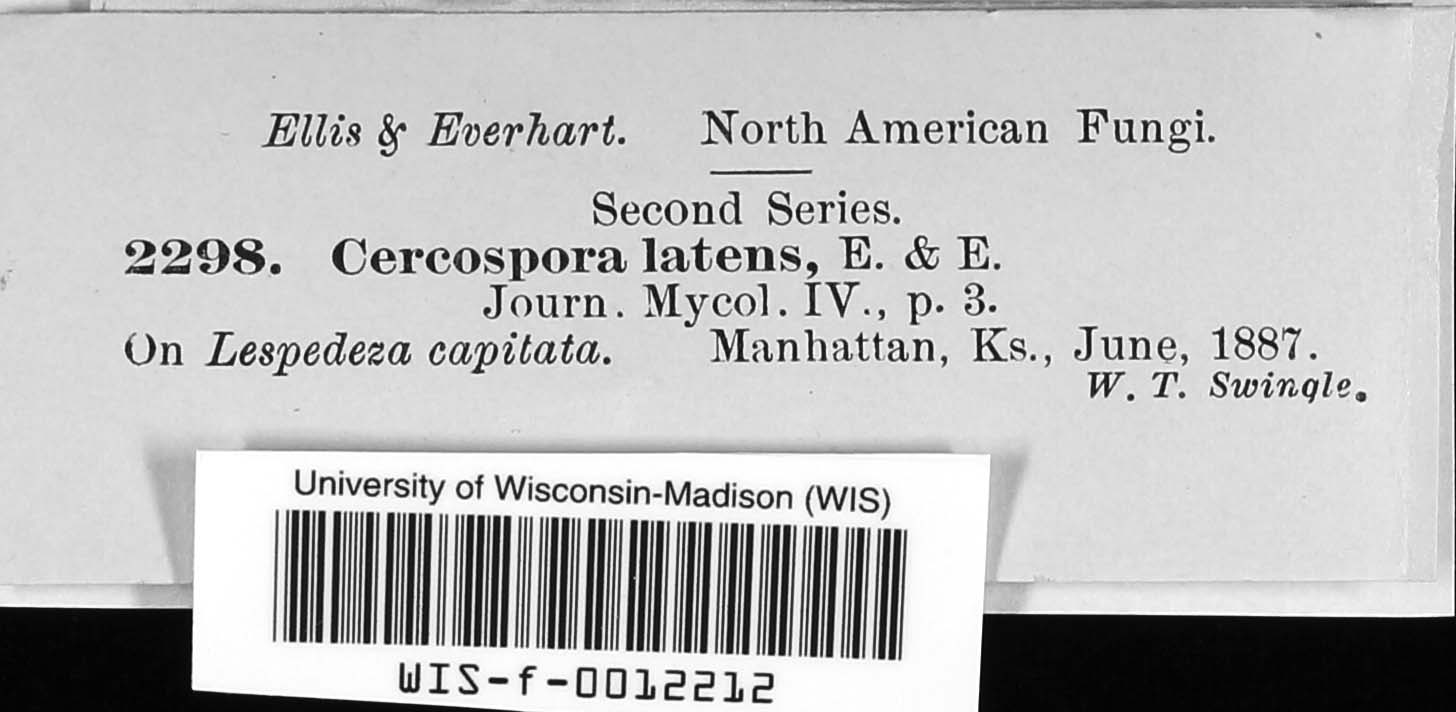 Ellis & Everhart. North American Fungi.
Second Series.
2298. Cercospora latens, E. & E.
Journ. Mycol. IV., p. 3.
On Lespedeza capitata. Manhattan, Ks., June, 1887.
W. T. Swingle.
University of Wisconsin-Madison (WIS)
WIS-f-0012212